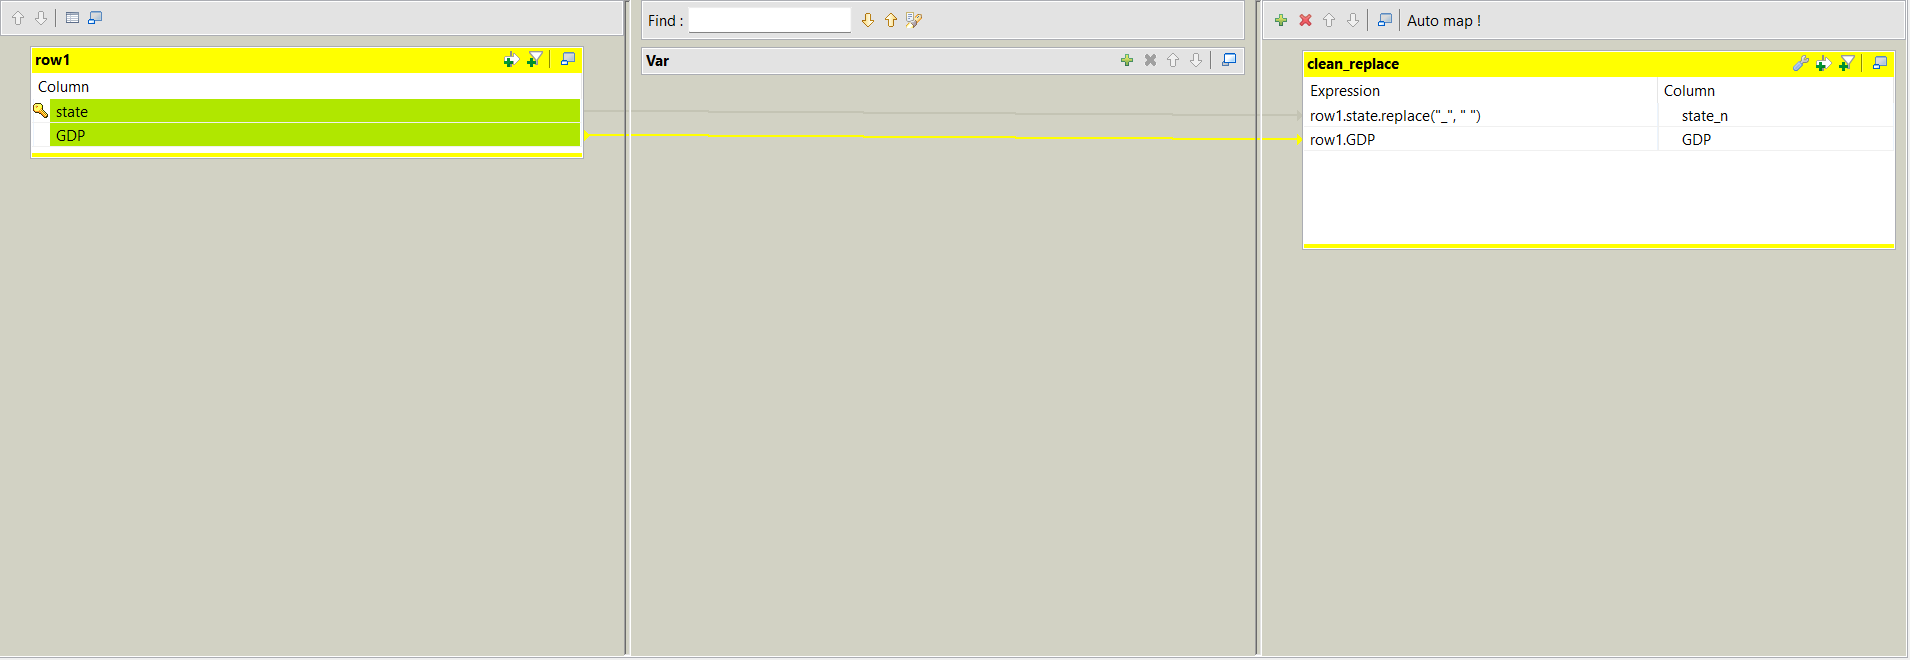 row1
Column
state
GDP
Find :
Var
Auto map !
clean_replace
Expression Column
row1.state.replace("_", " ") state_n
row1.GDP GDP